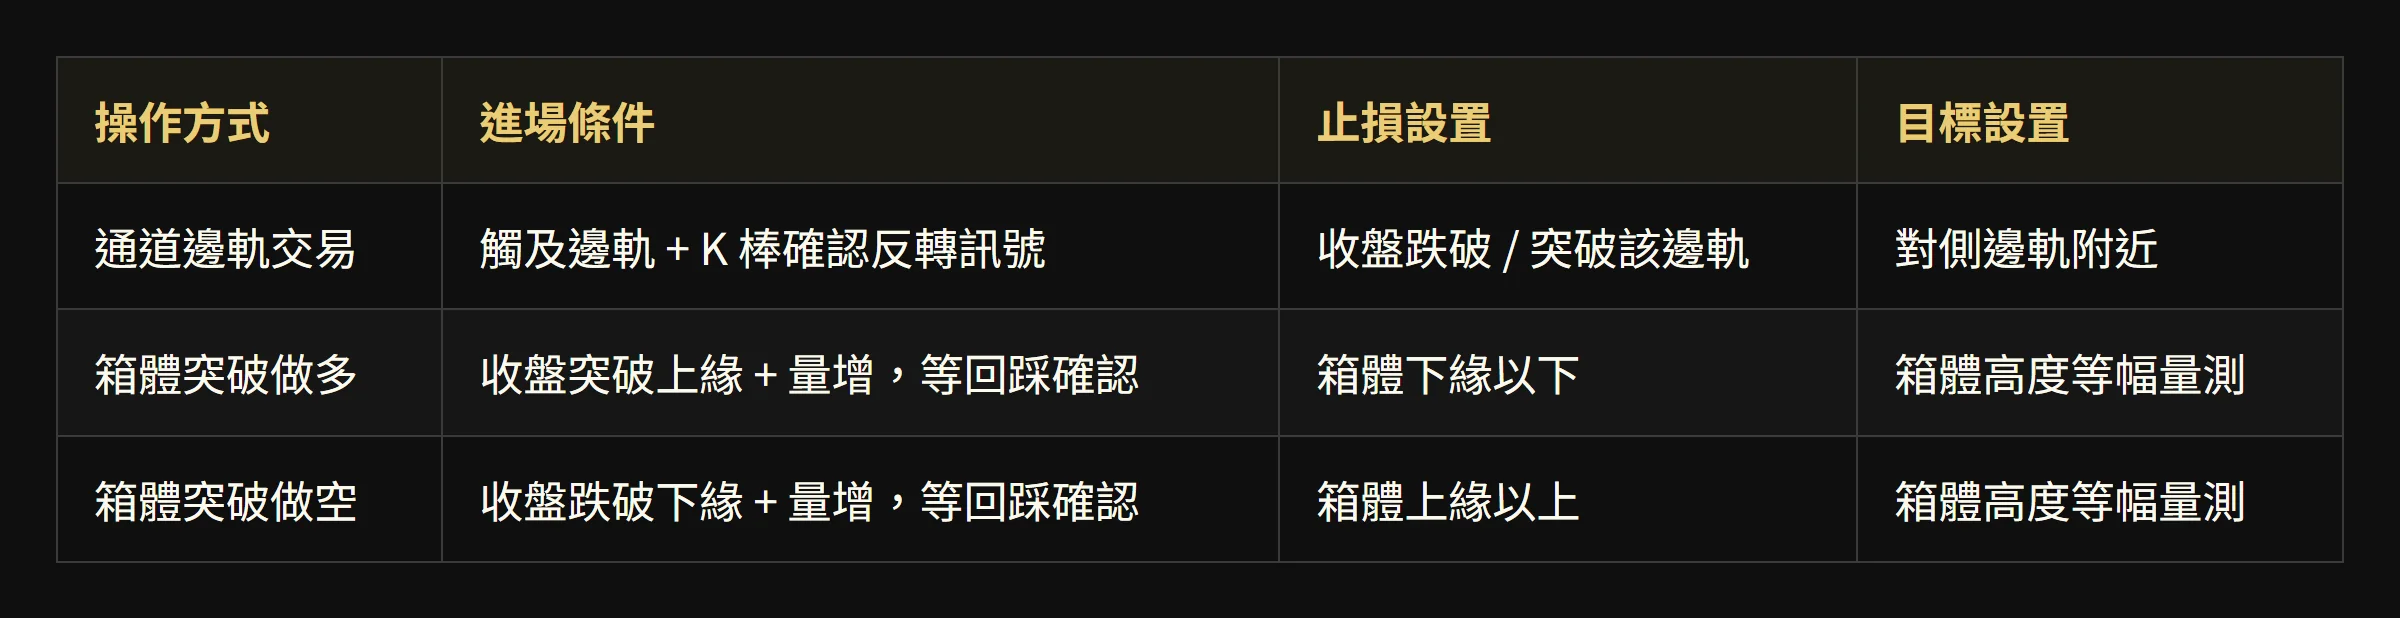 操作方式 進場條件 止損設置 目標設置
通道邊軌交易 觸及邊軌 + K 棒確認反轉訊號 收盤跌破 / 突破該邊軌 對側邊軌附近
箱體突破做多 收盤突破上緣 + 量增，等回踩確認 箱體下緣以下 箱體高度等幅量測
箱體突破做空 收盤跌破下緣 + 量增，等回踩確認 箱體上緣以上 箱體高度等幅量測